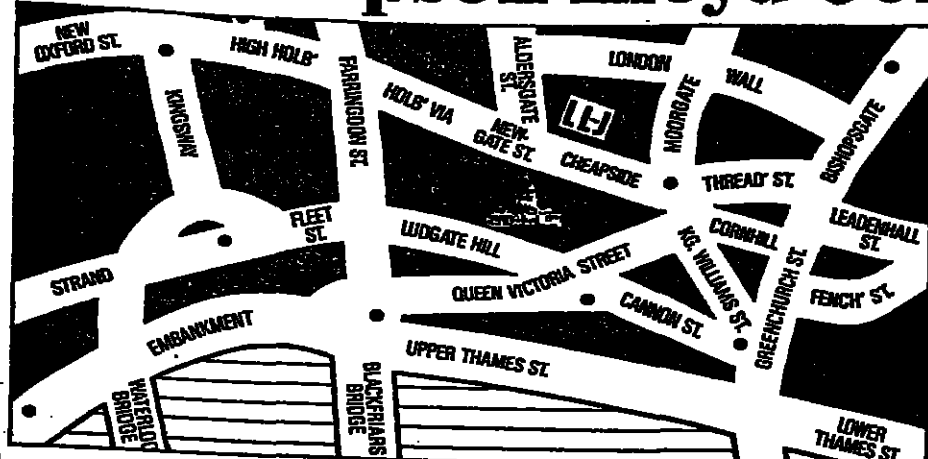 NEW
OXFORD ST.
HIGH HOLB'
KINGSWAY
FARRINGDON ST.
HOLB' VIA
ALDERSGATE
ST.
NEW-
GATE ST.
CHEAPSIDE
LONDON
WALL
MOORGATE
BISHOPSGATE
THREAD' ST.
CORNHILL
LEADENHALL
ST.
FLEET
ST.
LUDGATE HILL
STRAND
QUEEN VICTORIA STREET
KG. WILLIAMS ST.
CANNON ST.
GREENCHURCH ST.
FENCH' ST.
EMBANKMENT
UPPER THAMES ST.
WATERLOO
BRIDGE
BLACKFRIARS
BRIDGE
LOWER
THAMES ST.